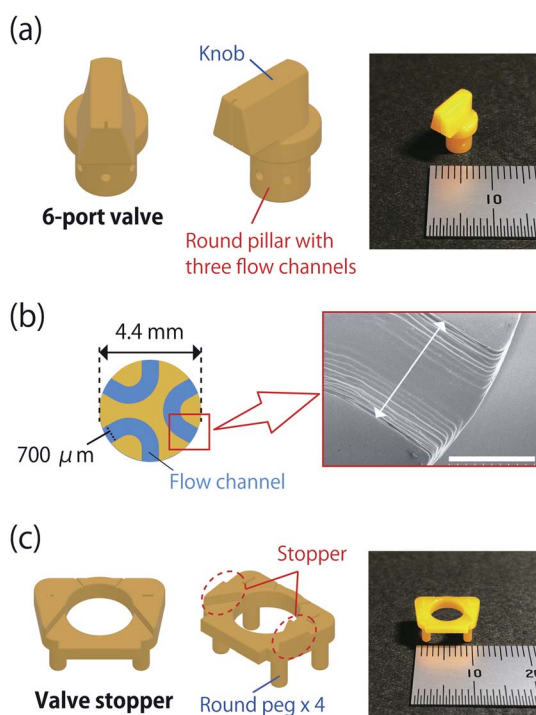 (a)
Knob
6-port valve
Round pillar with
three flow channels
10
(b)
4.4 mm
700 μm
Flow channel
(c)
Stopper
Valve stopper
Round peg x 4
10
20